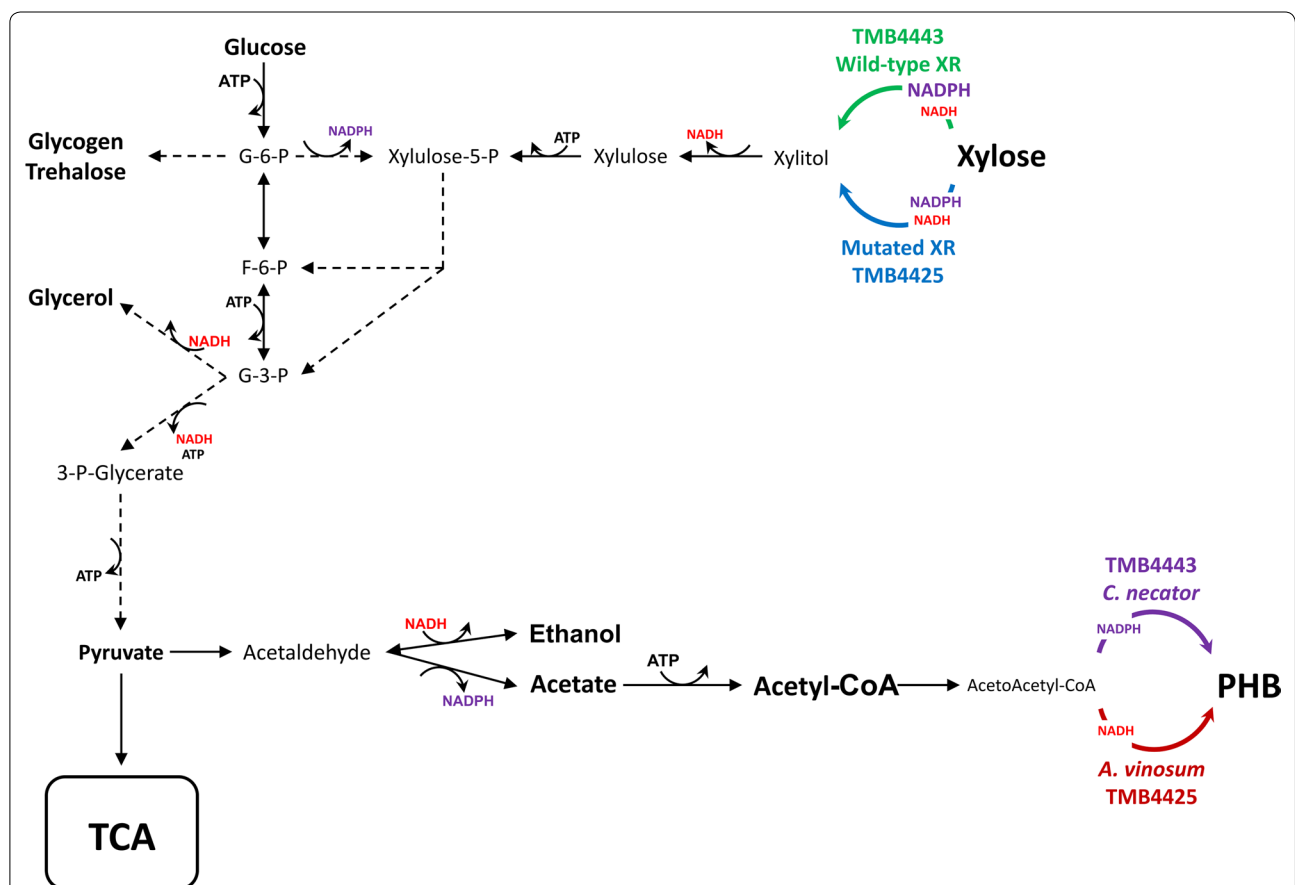 Glucose
ATP
TMB4443
Wild-type XR
NADPH
NADH
Glycogen
Trehalose
G-6-P
NADPH
Xylulose-5-P
ATP
Xylulose
NADH
Xylitol
Xylose
NADPH
NADH
Mutated XR
TMB4425
F-6-P
Glycerol
ATP
NADH
G-3-P
NADH
ATP
3-P-Glycerate
ATP
TMB4443
C. necator
NADPH
Pyruvate
Acetaldehyde
NADH
Ethanol
NADPH
Acetate
ATP
Acetyl-CoA
AcetoAcetyl-CoA
PHB
NADH
A. vinosum
TMB4425
TCA